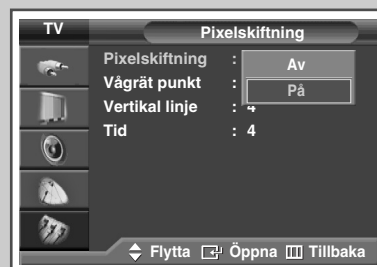 TV
Pixelskiftning
Pixelskiftning :
Av
Vågrät punkt :
På
Vertikal linje : 4
Tid : 4
Flytta Öppna Tillbaka